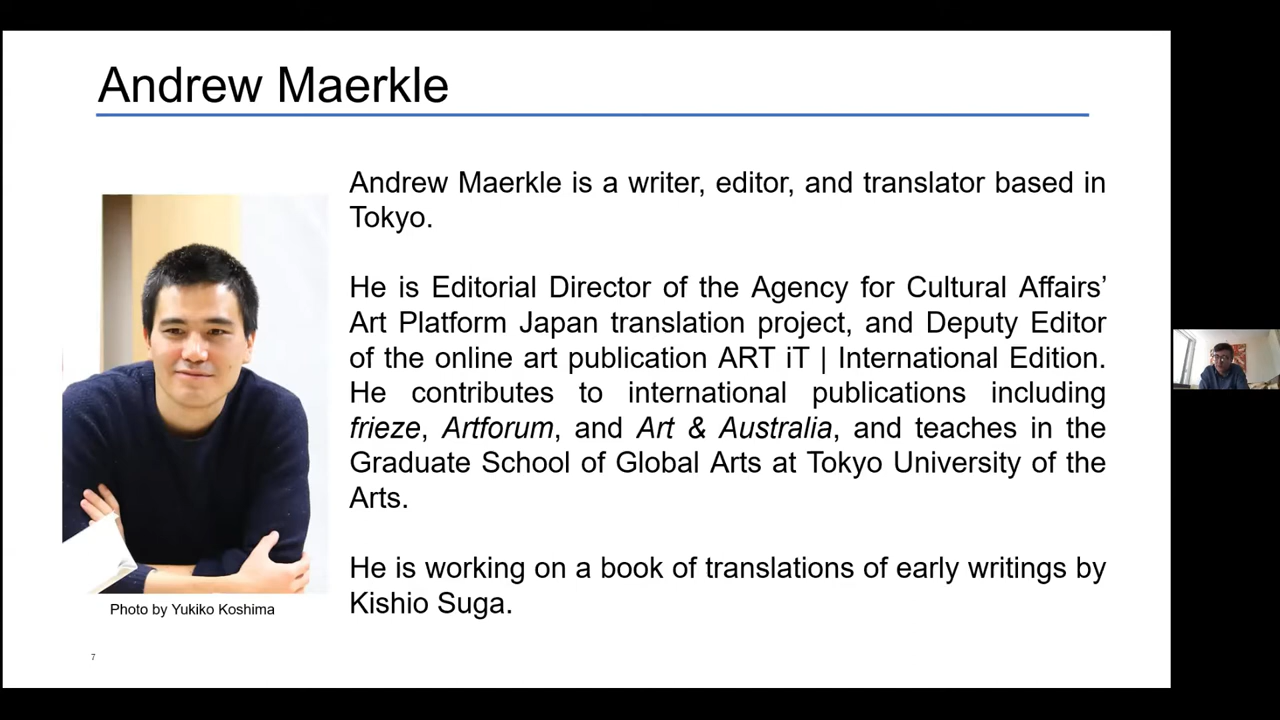 Andrew Maerkle
Andrew Maerkle is a writer, editor, and translator based in
Tokyo.
He is Editorial Director of the Agency for Cultural Affairs’
Art Platform Japan translation project, and Deputy Editor
of the online art publication ART iT | International Edition.
He contributes to international publications including
frieze, Artforum, and Art & Australia, and teaches in the
Graduate School of Global Arts at Tokyo University of the
Arts.
He is working on a book of translations of early writings by
Kishio Suga.
Photo by Yukiko Koshima
7